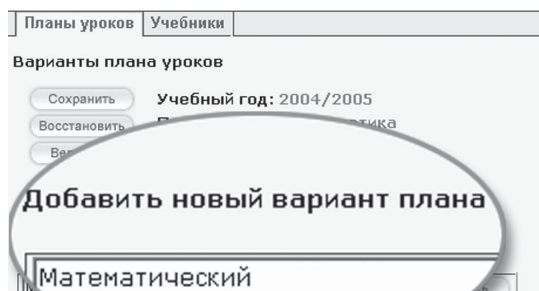 Планы уроков Учебники
Варианты плана уроков
Сохранить Учебный год: 2004/2005
Восстановить
Добавить новый вариант плана
Математический